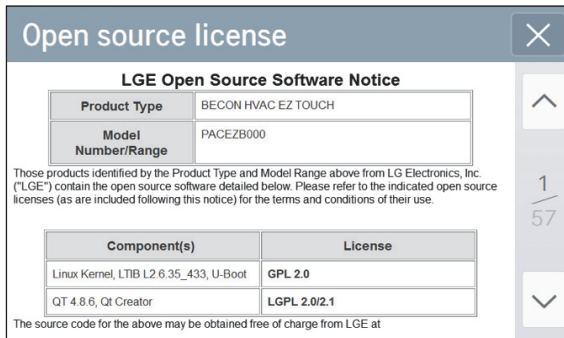 Open source license
LGE Open Source Software Notice
Product Type BECON HVAC EZ TOUCH
Model
Number/Range PACEZB000
Those products identified by the Product Type and Model Range above from LG Electronics, Inc.
("LGE") contain the open source software detailed below. Please refer to the indicated open source
licenses (as are included following this notice) for the terms and conditions of their use.
1
57
Component(s) License
Linux Kernel, LTIB L2.6.35_433, U-Boot GPL 2.0
QT 4.8.6, Qt Creator LGPL 2.0/2.1
The source code for the above may be obtained free of charge from LGE at